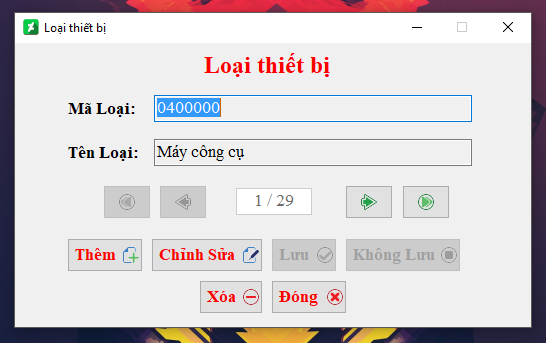 Loại thiết bị
Loại thiết bị
Mã Loại: 0400000
Tên Loại: Máy công cụ
1 / 29
Thêm Chỉnh Sửa Lưu Không Lưu
Xóa Đóng